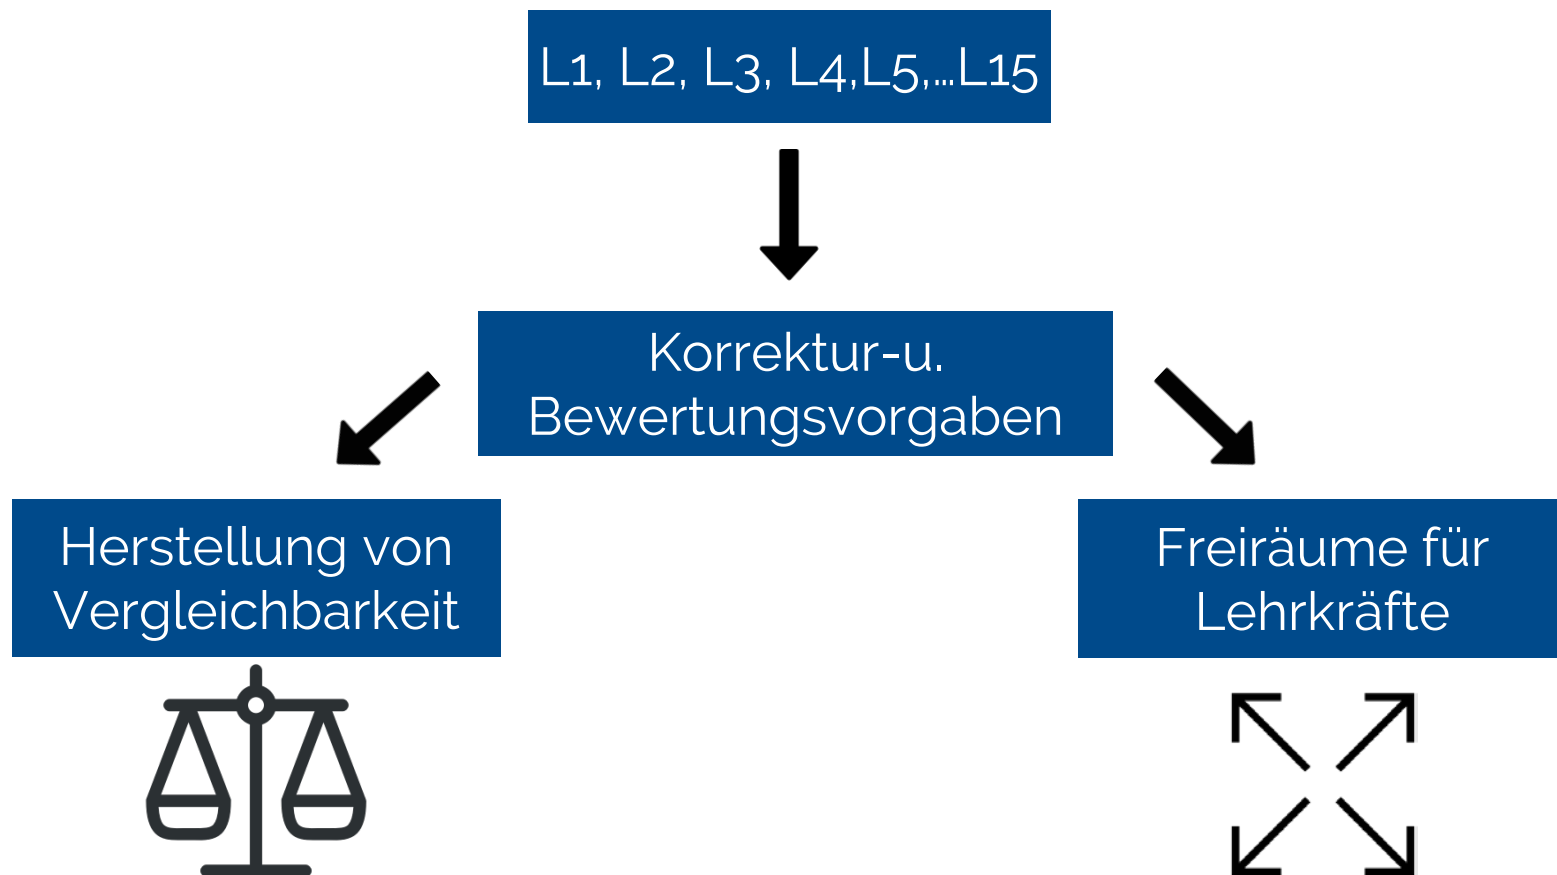 L1, L2, L3, L4,L5,...L15
Korrektur-u.
Bewertungsvorgaben
Herstellung von
Vergleichbarkeit
Freiräume für
Lehrkräfte